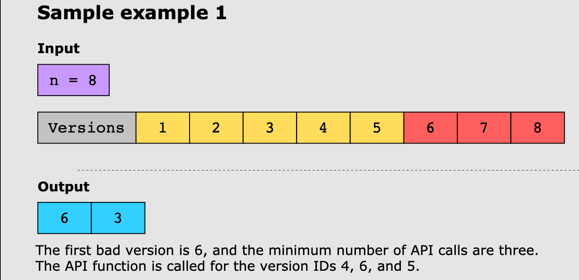 Sample example 1
Input
n = 8
Versions 1 2 3 4 5 6 7 8
Output
6 3
The first bad version is 6, and the minimum number of API calls are three.
The API function is called for the version IDs 4, 6, and 5.